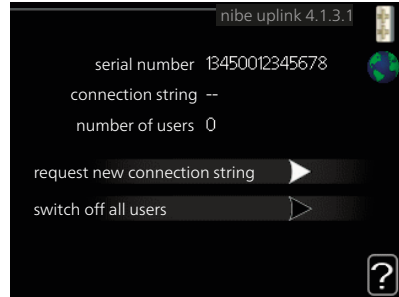 nibe uplink 4.1.3.1
serial number 13450012345678
connection string --
number of users 0
request new connection string
switch off all users
?